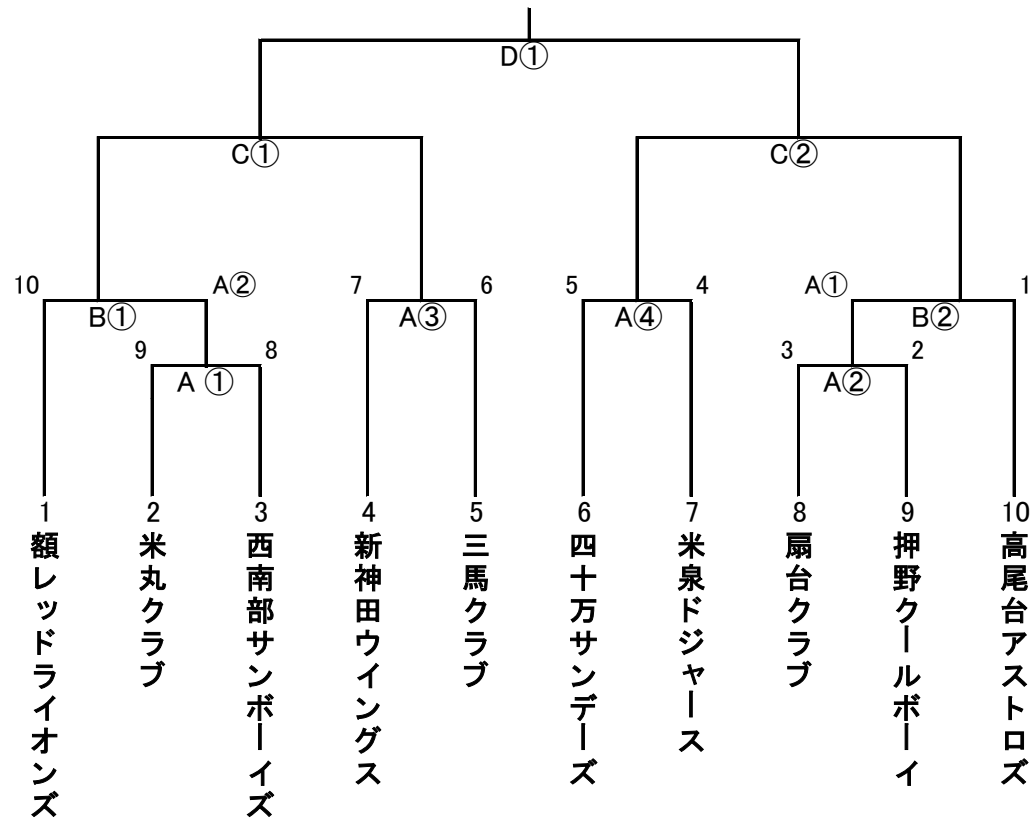 D①
C①
C②
10
A②
7
6
5
4
A①
1
B①
A③
A④
B②
9
8
3
2
A ①
A②
1
2
3
4
5
6
7
8
9
10
額レッドライオンズ
米丸クラブ
西南部サンボーイズ
新神田ウイングス
三馬クラブ
四十万サンデーズ
米泉ドジャース
扇台クラブ
押野クールボーイ
高尾台アストロズ